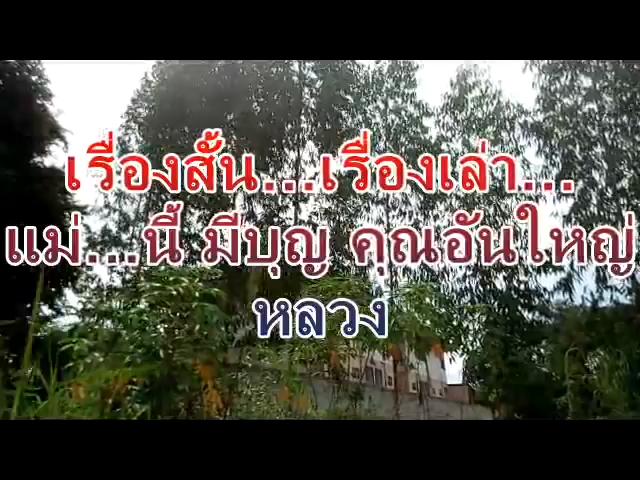 เรื่องสั้น...เรื่องเล่า...
แม่...นี้ มีบุญ คุณอันใหญ่
หลวง